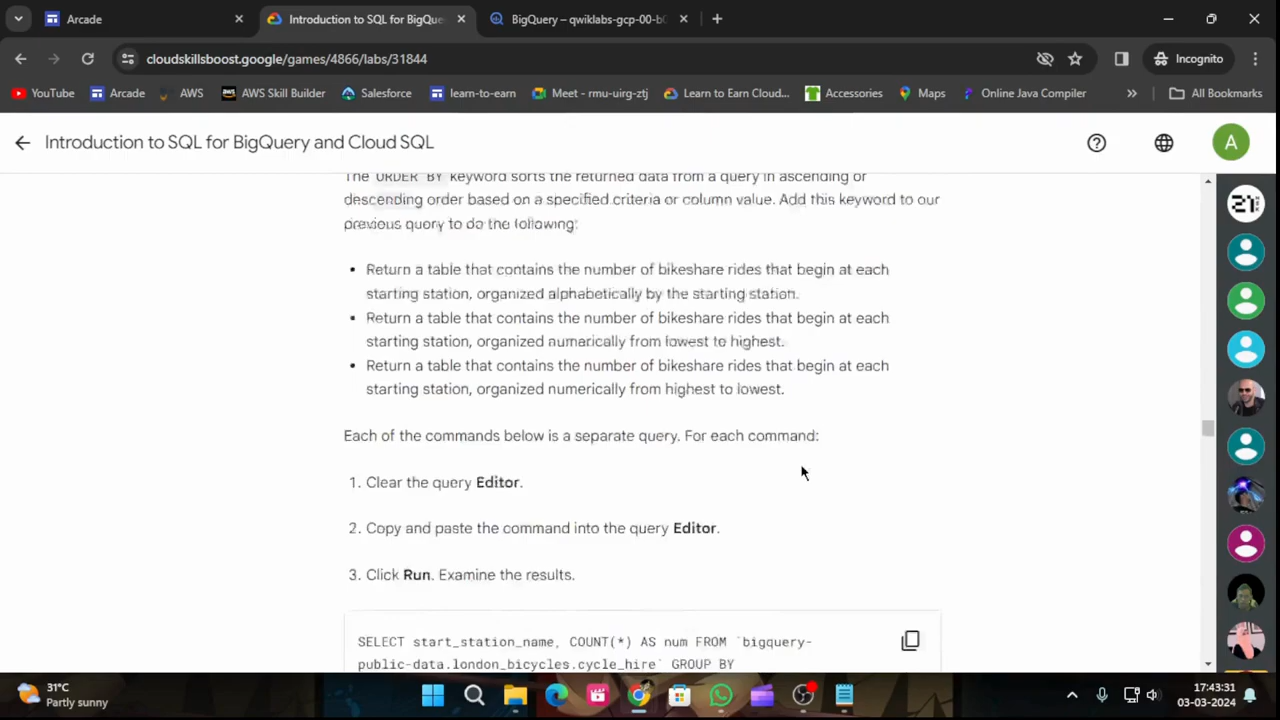 Arcade
Introduction to SQL for BigQue
BigQuery – qwiklabs-gcp-00-b
cloudskillsboost.google/games/4866/labs/31844
Incognito
YouTube
Arcade
AWS
AWS Skill Builder
Salesforce
learn-to-earn
Meet - rmu-uirg-ztj
Learn to Earn Cloud...
Accessories
Maps
Online Java Compiler
All Bookmarks
Introduction to SQL for BigQuery and Cloud SQL
A
The ORDER BY keyword sorts the returned data from a query in ascending or
descending order based on a specified criteria or column value. Add this keyword to our
previous query to do the following:
• Return a table that contains the number of bikeshare rides that begin at each
starting station, organized alphabetically by the starting station.
• Return a table that contains the number of bikeshare rides that begin at each
starting station, organized numerically from lowest to highest.
• Return a table that contains the number of bikeshare rides that begin at each
starting station, organized numerically from highest to lowest.
Each of the commands below is a separate query. For each command:
1. Clear the query Editor.
2. Copy and paste the command into the query Editor.
3. Click Run. Examine the results.
SELECT start_station_name, COUNT(*) AS num FROM `bigquery-
public-data.london_bicycles.cycle_hire` GROUP BY
31°C
Partly sunny
17:43:31
03-03-2024